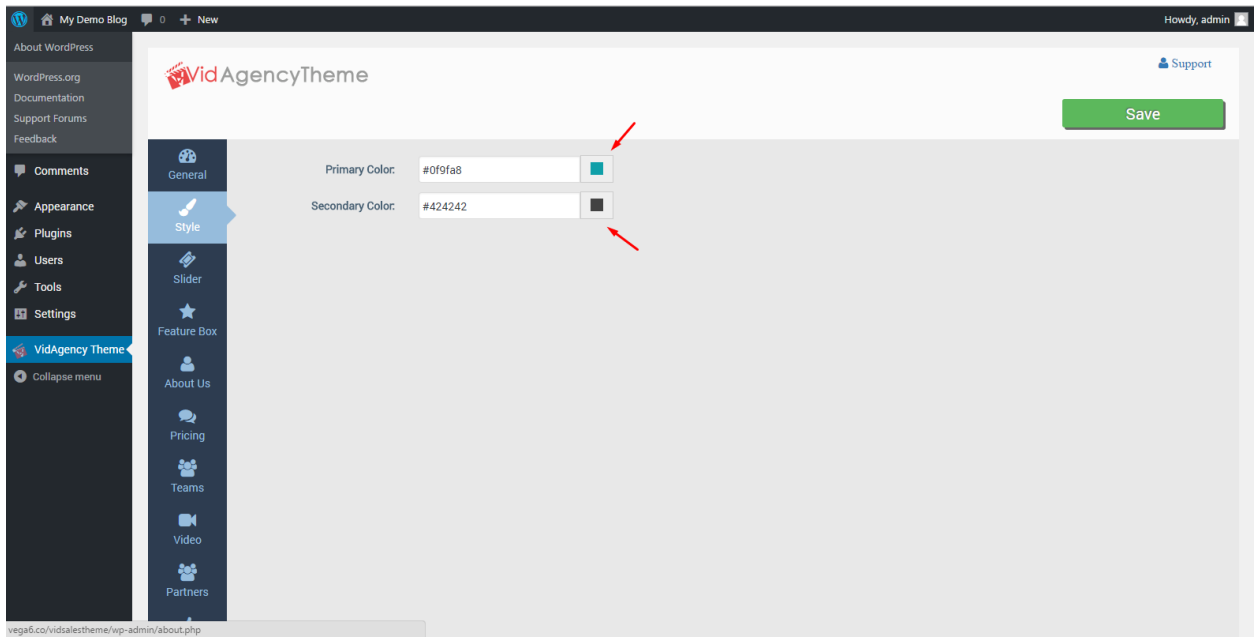 My Demo Blog 0 New Howdy, admin
About WordPress
WordPress.org
Documentation
Support Forums
Feedback
Comments
Appearance
Plugins
Users
Tools
Settings
VidAgency Theme
Collapse menu
VidAgencyTheme
Support
Save
General
Style
Slider
Feature Box
About Us
Pricing
Teams
Video
Partners
Primary Color: #0f9fa8
Secondary Color: #424242
vega6.co/vidsalestheme/wp-admin/about.php